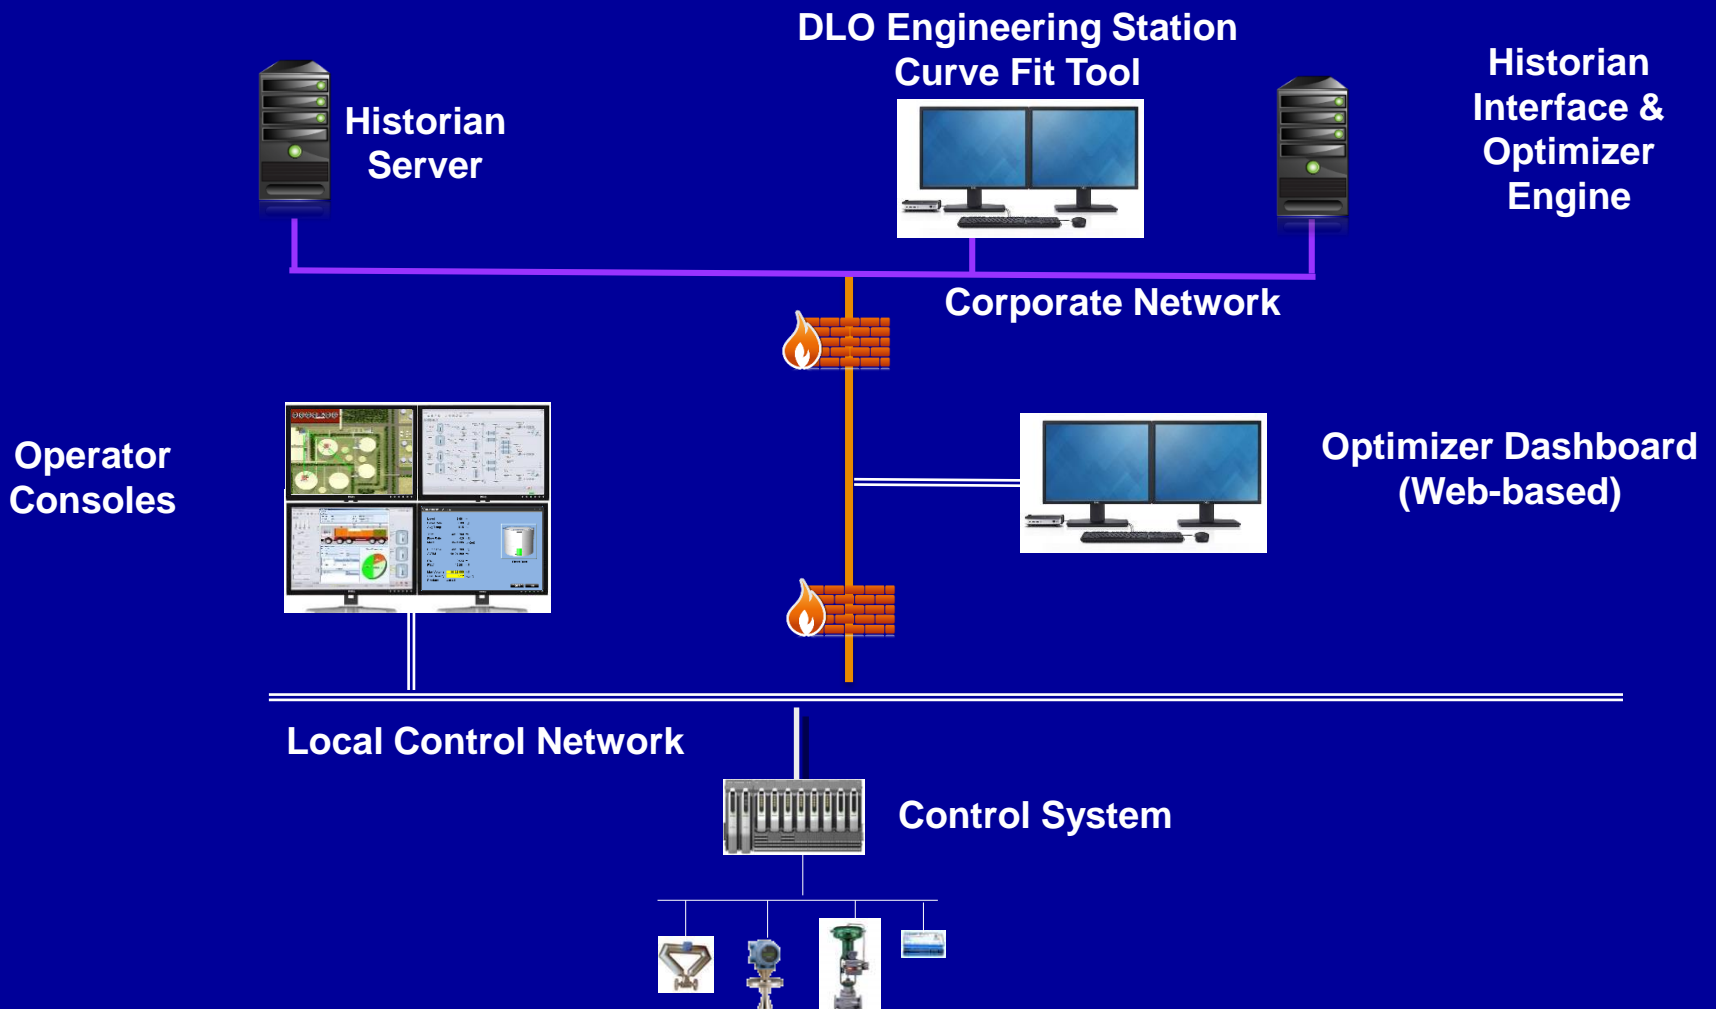 DLO Engineering Station
Curve Fit Tool
Historian
Server
Historian
Interface &
Optimizer
Engine
Corporate Network
Operator
Consoles
Optimizer Dashboard
(Web-based)
Local Control Network
Control System